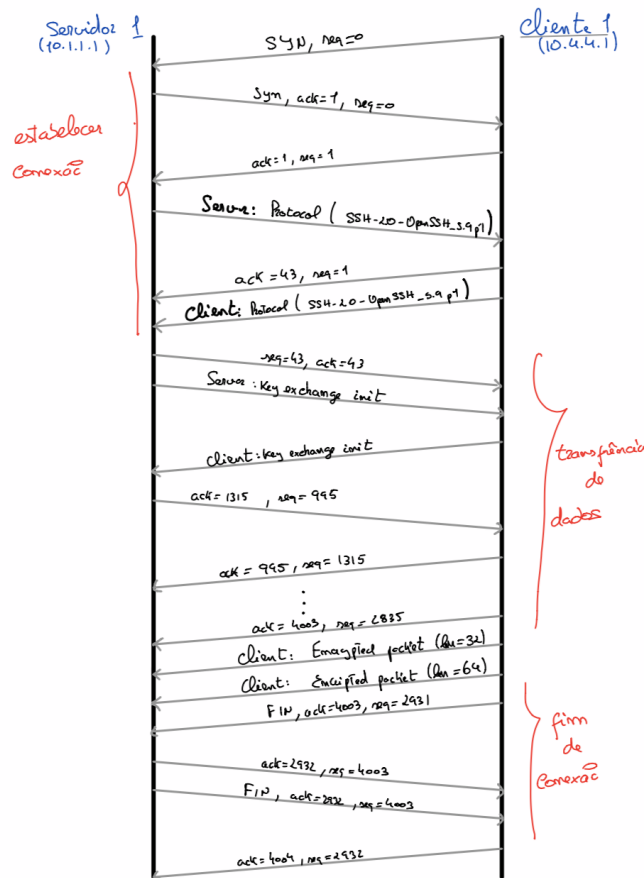 Servidor 1
(10.1.1.1)
Cliente 1
(10.4.4.1)
SYN, seq=0
Syn, ack=1, seq=0
ack=1, seq=1
estabelecer
conexão
Server: Protocol (SSH-2.0-OpenSSH_5.9p1)
ack=43, seq=1
Client: Protocol (SSH-2.0-OpenSSH_5.9p1)
seq=43, ack=43
Server: Key exchange init
Client: Key exchange init
ack=1315, seq=995
transfrência
de
dados
ack=995, seq=1315
ack=4003, seq=2835
Client: Encrypted packet (len=32)
Client: packet (len=64)
FIN, ack=4003, seq=2931
fim
de
conexão
ack=2932, seq=4003
FIN, ack=2932, seq=4003
ack=4004, seq=2932